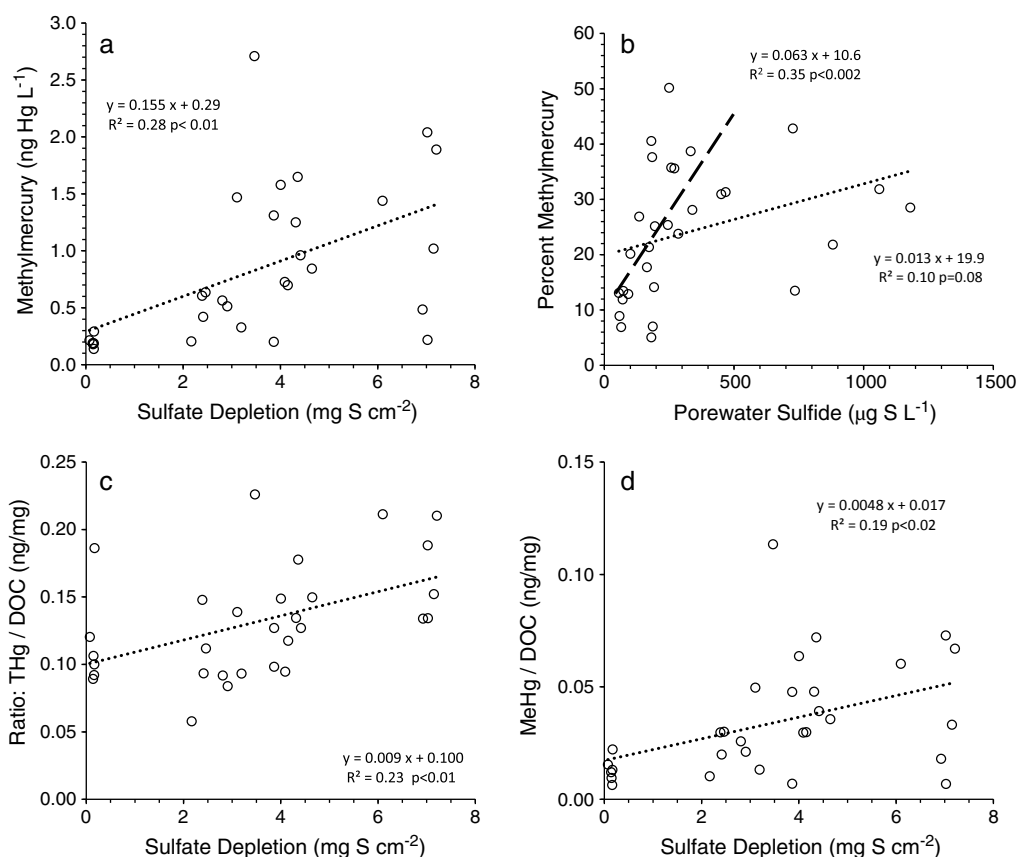 a
y = 0.155 x + 0.29
R² = 0.28 p< 0.01
Methylmercury (ng Hg L⁻¹)
3.0
2.5
2.0
1.5
1.0
0.5
0.0
0
2
4
6
8
Sulfate Depletion (mg S cm⁻²)
b
y = 0.063 x + 10.6
R² = 0.35 p<0.002
y = 0.013 x + 19.9
R² = 0.10 p=0.08
Percent Methylmercury
60
50
40
30
20
10
0
0
500
1000
1500
Porewater Sulfide (µg S L⁻¹)
c
y = 0.009 x + 0.100
R² = 0.23 p<0.01
Ratio: THg / DOC (ng/mg)
0.25
0.20
0.15
0.10
0.05
0.00
0
2
4
6
8
Sulfate Depletion (mg S cm⁻²)
d
y = 0.0048 x + 0.017
R² = 0.19 p<0.02
MeHg / DOC (ng/mg)
0.15
0.10
0.05
0.00
0
2
4
6
8
Sulfate Depletion (mg S cm⁻²)